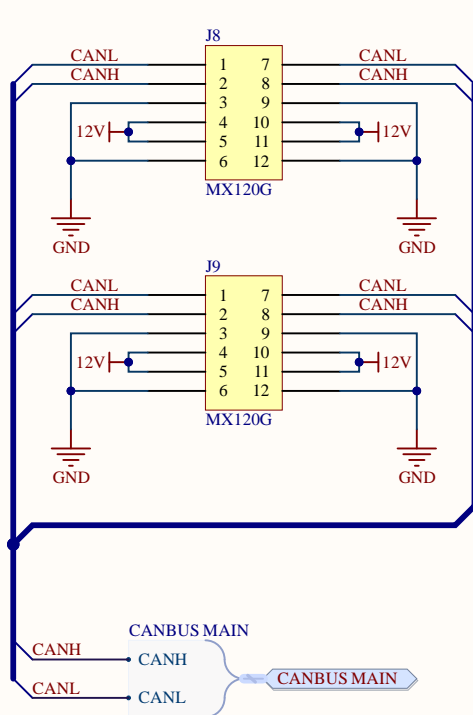 J8
CANL 1 7 CANL
CANH 2 8 CANH
3 9
12V 4 10 12V
5 11
6 12
MX120G
GND GND
J9
CANL 1 7 CANL
CANH 2 8 CANH
3 9
12V 4 10 12V
5 11
6 12
MX120G
GND GND
CANBUS MAIN
CANH CANH
CANBUS MAIN
CANL CANL